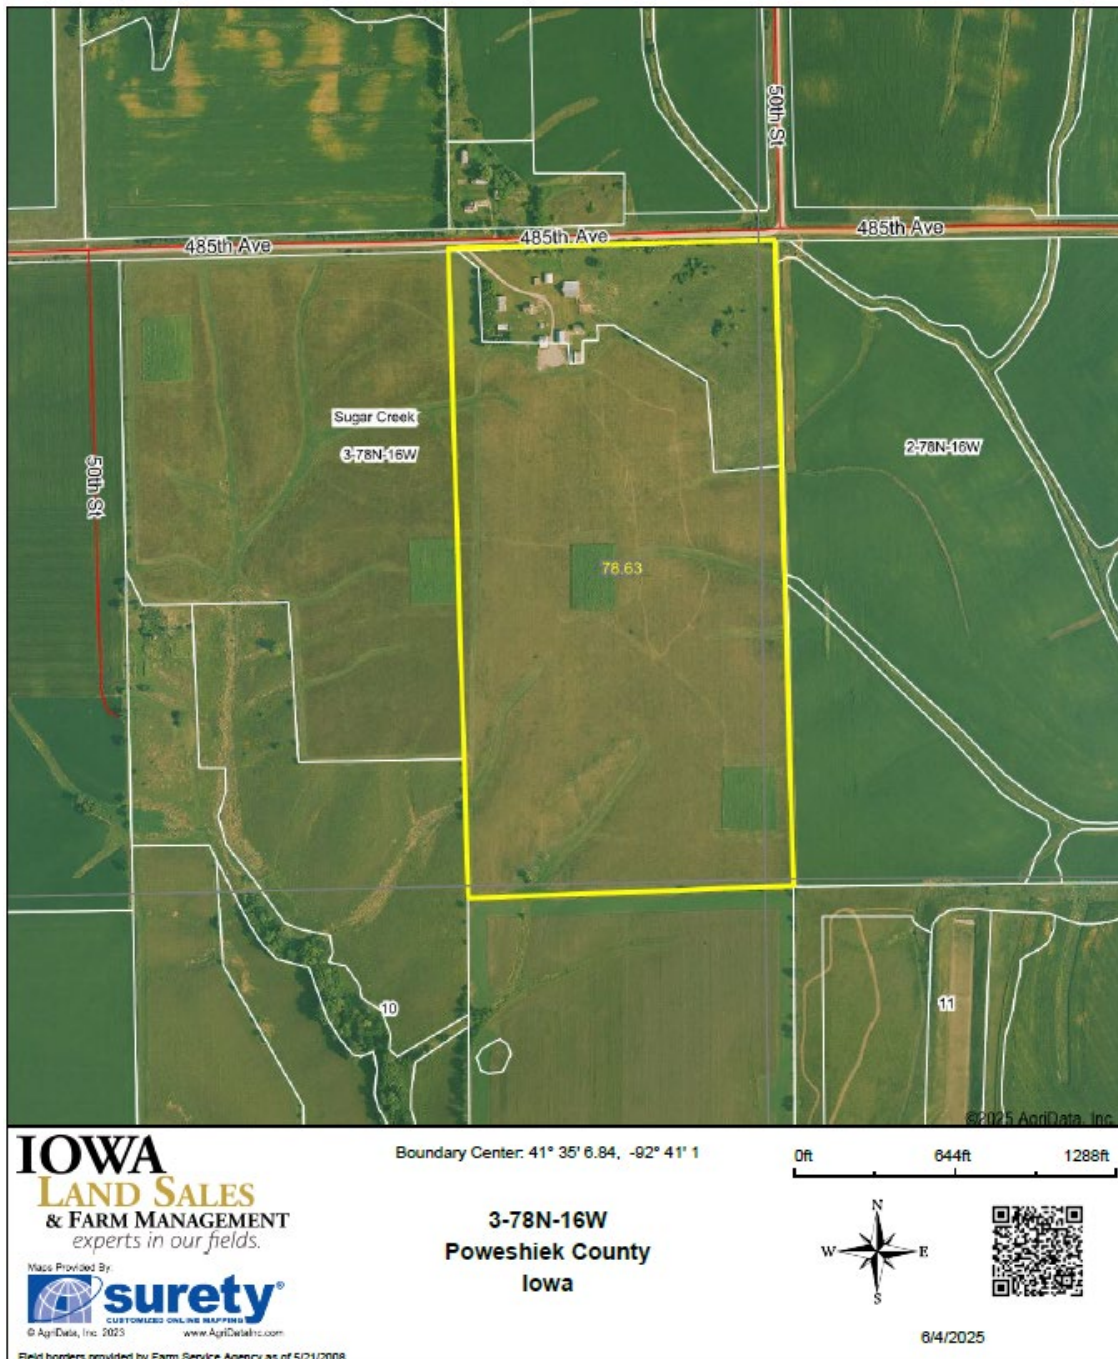 50th St
485th Ave
485th Ave
485th Ave
Sugar Creek
3-78N-16W
2-78N-16W
50th St
78.63
10
11
©2025 AgriData, Inc.
IOWA
LAND SALES
& FARM MANAGEMENT
experts in our fields.
Maps Provided By:
surety®
CUSTOMIZED ONLINE MAPPING
© AgriData, Inc. 2023 www.AgriDataInc.com
Field borders provided by Farm Service Agency as of 5/21/2008.
Boundary Center: 41° 35' 6.84, -92° 41' 1
3-78N-16W
Poweshiek County
Iowa
0ft 644ft 1288ft
N
W E
S
6/4/2025